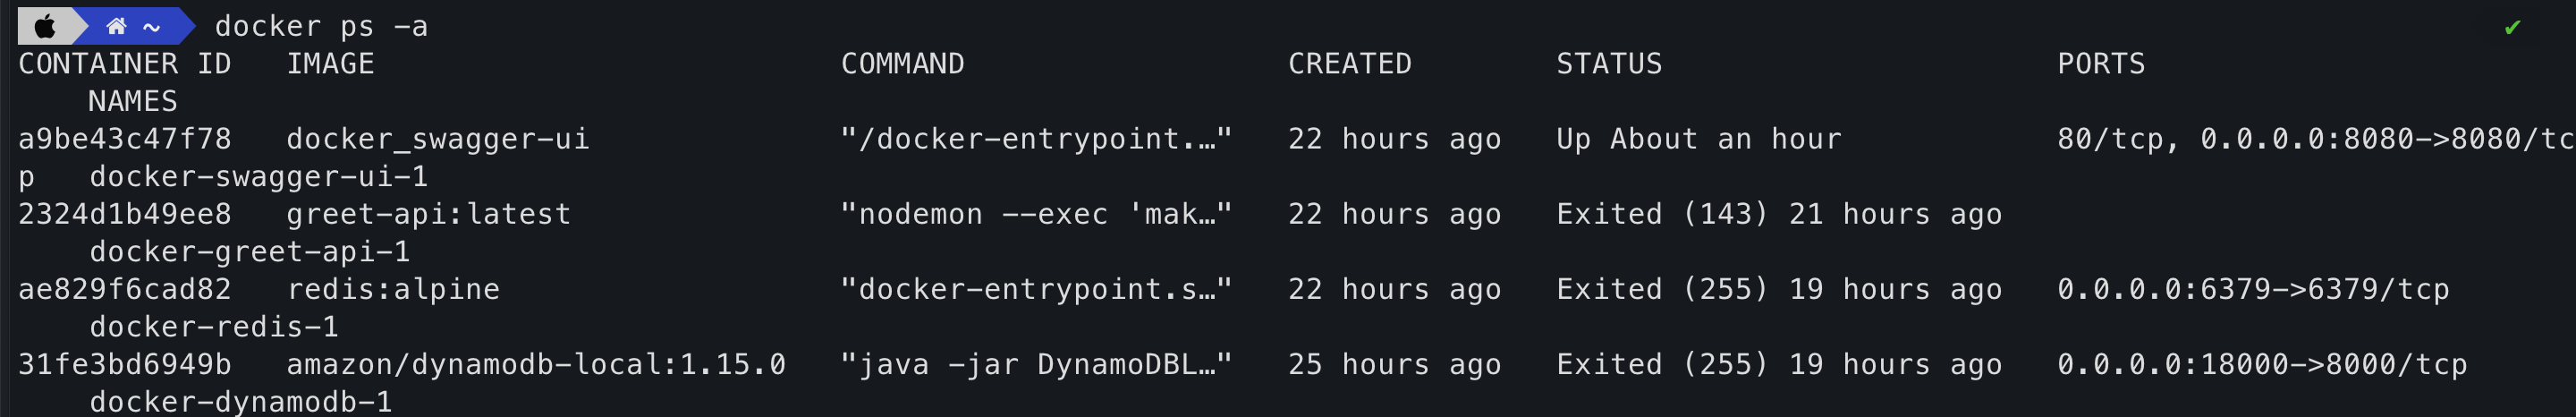 ~ docker ps -a ✔
CONTAINER ID   IMAGE                          COMMAND                  CREATED        STATUS                      PORTS
    NAMES
a9be43c47f78   docker_swagger-ui              "/docker-entrypoint.…"   22 hours ago   Up About an hour            80/tcp, 0.0.0.0:8080->8080/tc
p   docker-swagger-ui-1
2324d1b49ee8   greet-api:latest               "nodemon --exec 'mak…"   22 hours ago   Exited (143) 21 hours ago
    docker-greet-api-1
ae829f6cad82   redis:alpine                   "docker-entrypoint.s…"   22 hours ago   Exited (255) 19 hours ago   0.0.0.0:6379->6379/tcp
    docker-redis-1
31fe3bd6949b   amazon/dynamodb-local:1.15.0   "java -jar DynamoDBL…"   25 hours ago   Exited (255) 19 hours ago   0.0.0.0:18000->8000/tcp
    docker-dynamodb-1